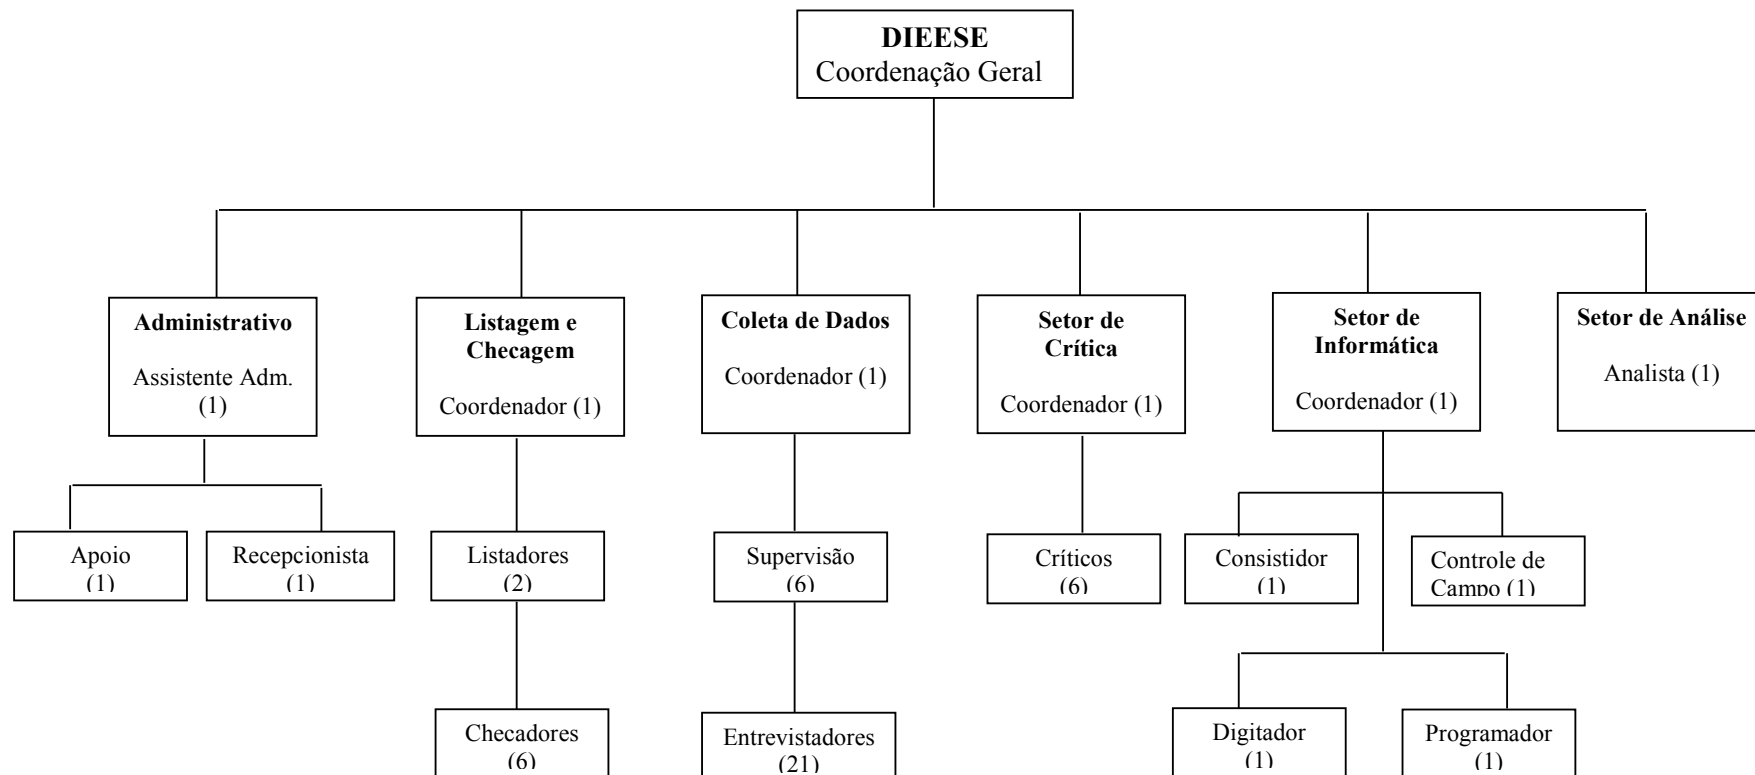 DIEESE
Coordenação Geral
Administrativo
Assistente Adm.
(1)
Listagem e
Checagem
Coordenador (1)
Coleta de Dados
Coordenador (1)
Setor de
Crítica
Coordenador (1)
Setor de
Informática
Coordenador (1)
Setor de Análise
Analista (1)
Apoio
(1)
Recepcionista
(1)
Listadores
(2)
Supervisão
(6)
Críticos
(6)
Consistidor
(1)
Controle de
Campo (1)
Checadores
(6)
Entrevistadores
(21)
Digitador
(1)
Programador
(1)